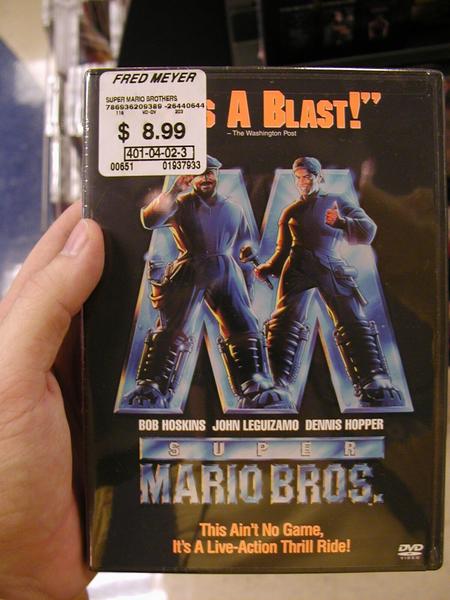 FRED MEYER
SUPER MARIO BROTHERS
786936209389 -26440644
$ 8.99
401-04-02-3
00651 01937933
A BLAST!”
– The Washington Post
BOB HOSKINS JOHN LEGUIZAMO DENNIS HOPPER
SUPER
MARIO BROS.
This Ain't No Game,
It's A Live-Action Thrill Ride!
DVD
VIDEO